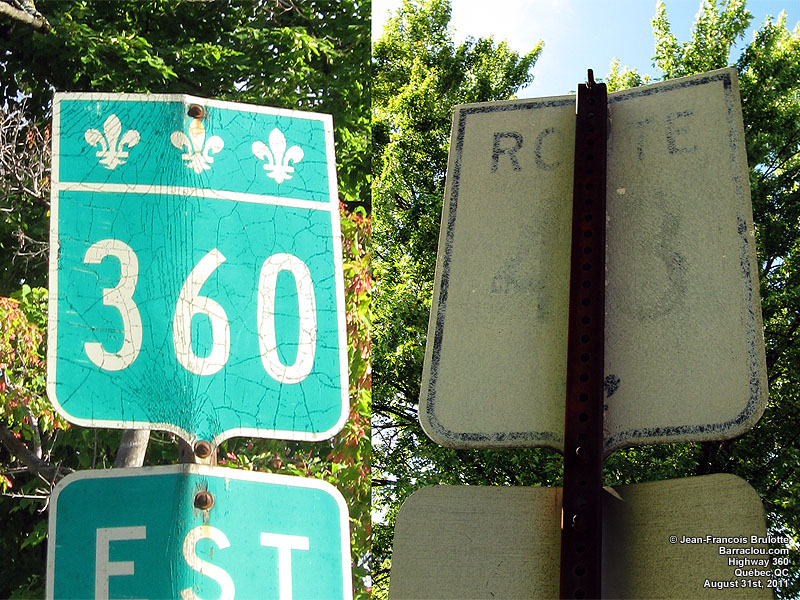 360
EST
ROUTE
© Jean-Francois Brulotte
Barraclou.com
Highway 360
Québec,QC
August 31st, 2011